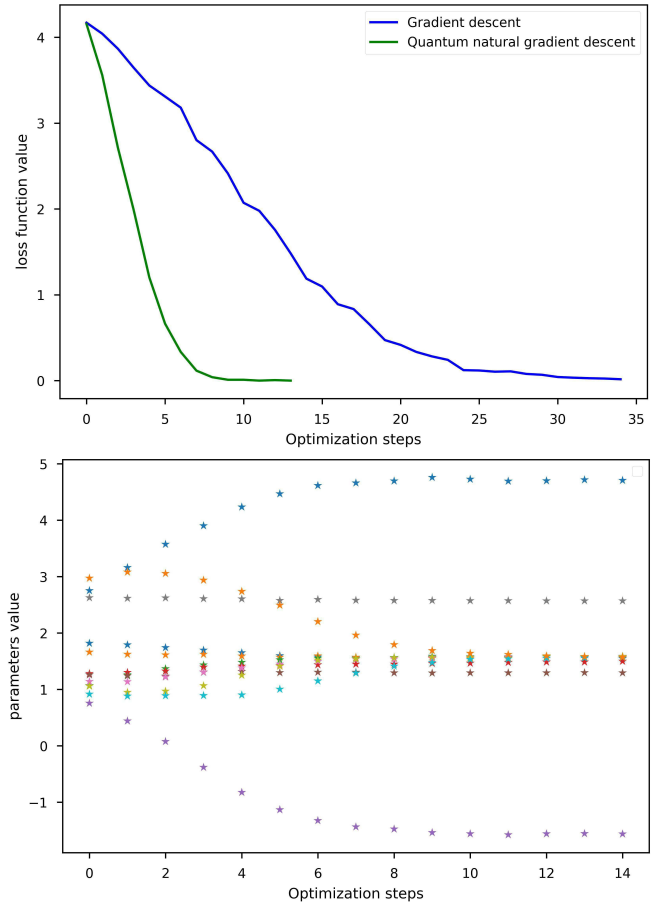 Gradient descent
Quantum natural gradient descent
loss function value
4
3
2
1
0
0 5 10 15 20 25 30 35
Optimization steps
parameters value
5
4
3
2
1
0
−1
0 2 4 6 8 10 12 14
Optimization steps